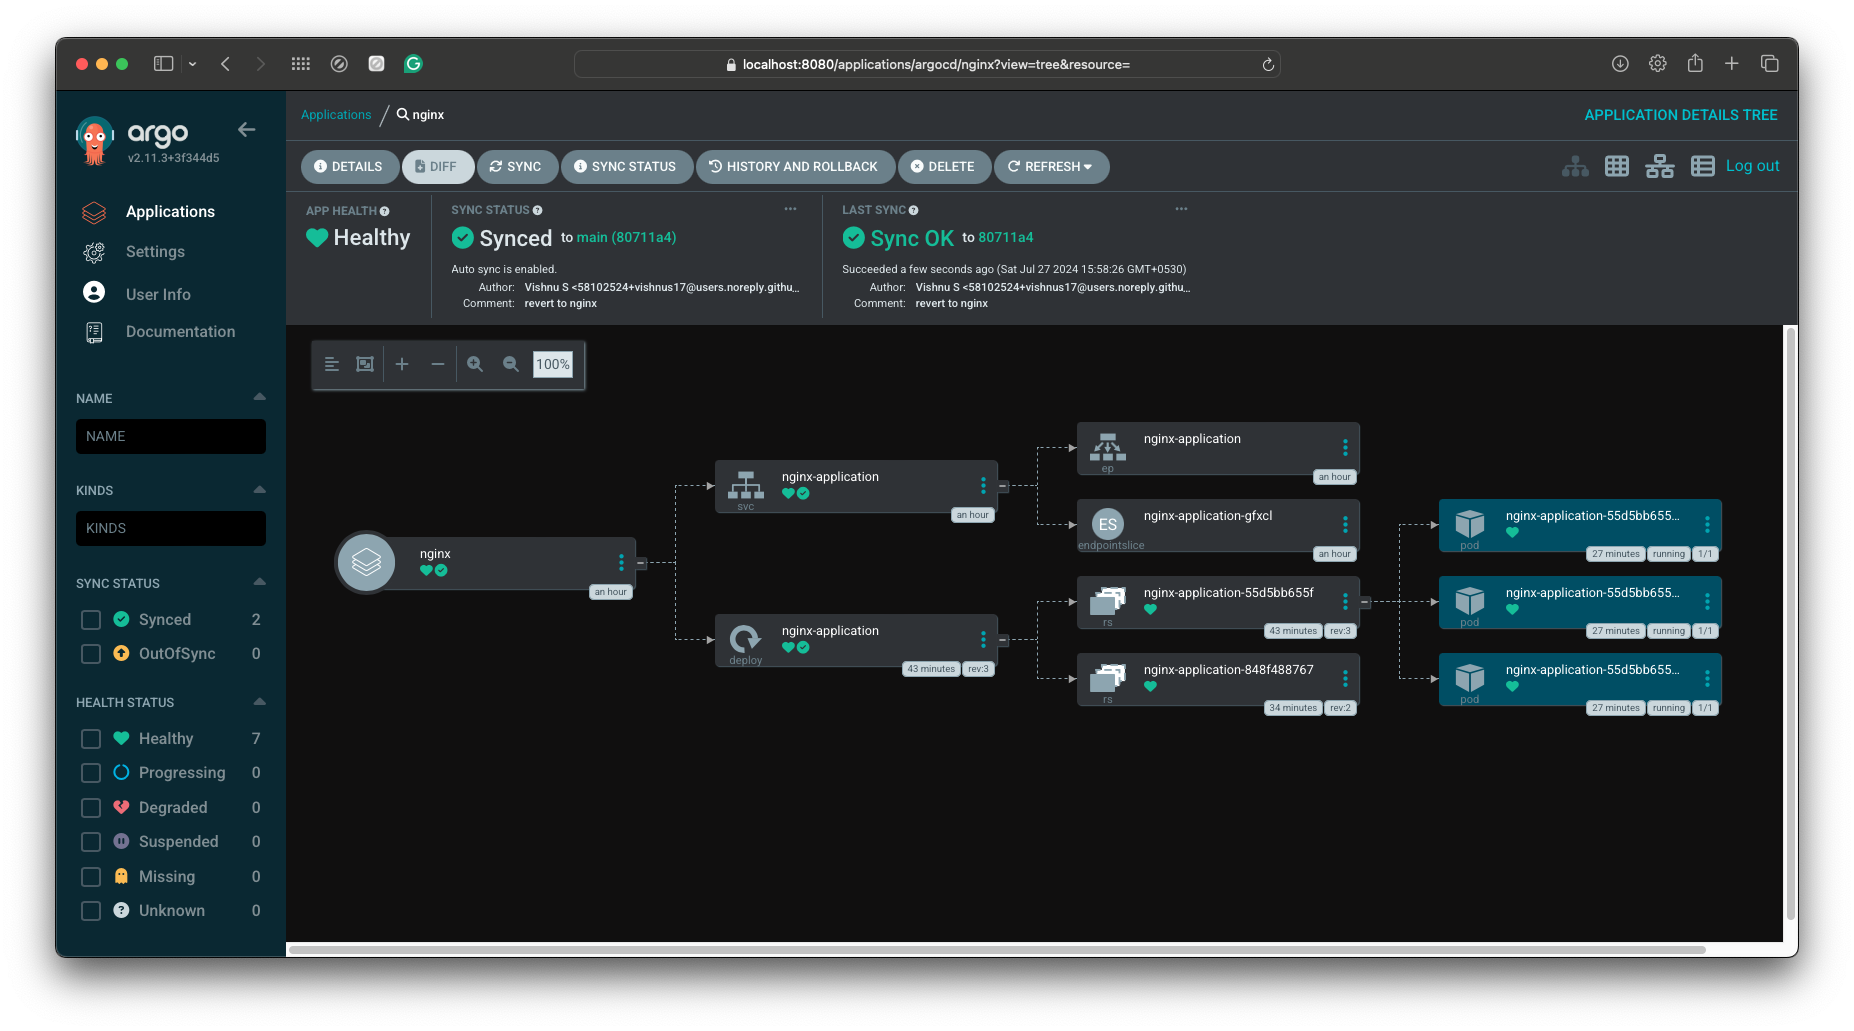 localhost:8080/applications/argocd/nginx?view=tree&resource=
argo
v2.11.3+3f344d5
Applications
Settings
User Info
Documentation
NAME
NAME
KINDS
KINDS
SYNC STATUS
Synced 2
OutOfSync 0
HEALTH STATUS
Healthy 7
Progressing 0
Degraded 0
Suspended 0
Missing 0
Unknown 0
Applications / nginx
APPLICATION DETAILS TREE
DETAILS DIFF SYNC SYNC STATUS HISTORY AND ROLLBACK DELETE REFRESH
Log out
APP HEALTH
Healthy
SYNC STATUS
Synced to main (80711a4)
Auto sync is enabled.
Author: Vishnu S <58102524+vishnus17@users.noreply.githu...
Comment: revert to nginx
LAST SYNC
Sync OK to 80711a4
Succeeded a few seconds ago (Sat Jul 27 2024 15:58:26 GMT+0530)
Author: Vishnu S <58102524+vishnus17@users.noreply.githu...
Comment: revert to nginx
100%
nginx
an hour
nginx-application
svc
an hour
nginx-application
deploy
43 minutes rev:3
nginx-application
ep
an hour
ES
nginx-application-gfxcl
endpointslice
an hour
nginx-application-55d5bb655f
rs
43 minutes rev:3
nginx-application-848f488767
rs
34 minutes rev:2
nginx-application-55d5bb655...
pod
27 minutes running 1/1
nginx-application-55d5bb655...
pod
27 minutes running 1/1
nginx-application-55d5bb655...
pod
27 minutes running 1/1